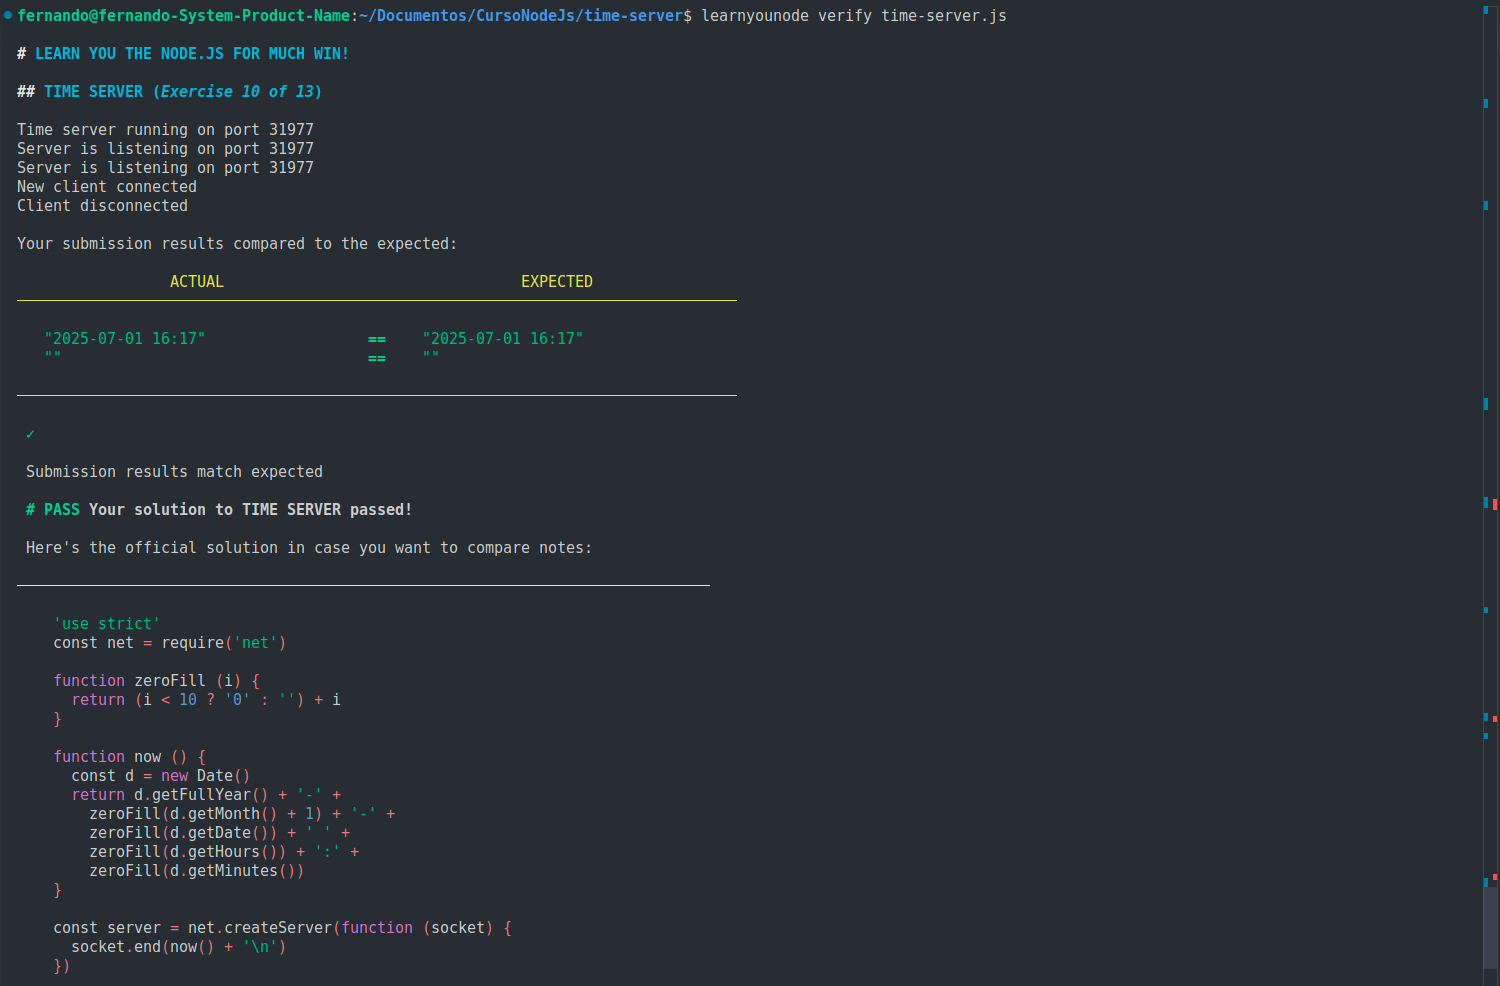 fernando@fernando-System-Product-Name:~/Documentos/CursoNodeJs/time-server$ learnyounode verify time-server.js
# LEARN YOU THE NODE.JS FOR MUCH WIN!
## TIME SERVER (Exercise 10 of 13)
Time server running on port 31977
Server is listening on port 31977
Server is listening on port 31977
New client connected
Client disconnected
Your submission results compared to the expected:
ACTUAL EXPECTED
"2025-07-01 16:17" == "2025-07-01 16:17"
"" == ""
✓
Submission results match expected
# PASS Your solution to TIME SERVER passed!
Here's the official solution in case you want to compare notes:
'use strict'
const net = require('net')
function zeroFill (i) {
return (i < 10 ? '0' : '') + i
}
function now () {
const d = new Date()
return d.getFullYear() + '-' +
zeroFill(d.getMonth() + 1) + '-' +
zeroFill(d.getDate()) + ' ' +
zeroFill(d.getHours()) + ':' +
zeroFill(d.getMinutes())
}
const server = net.createServer(function (socket) {
socket.end(now() + '\n')
})